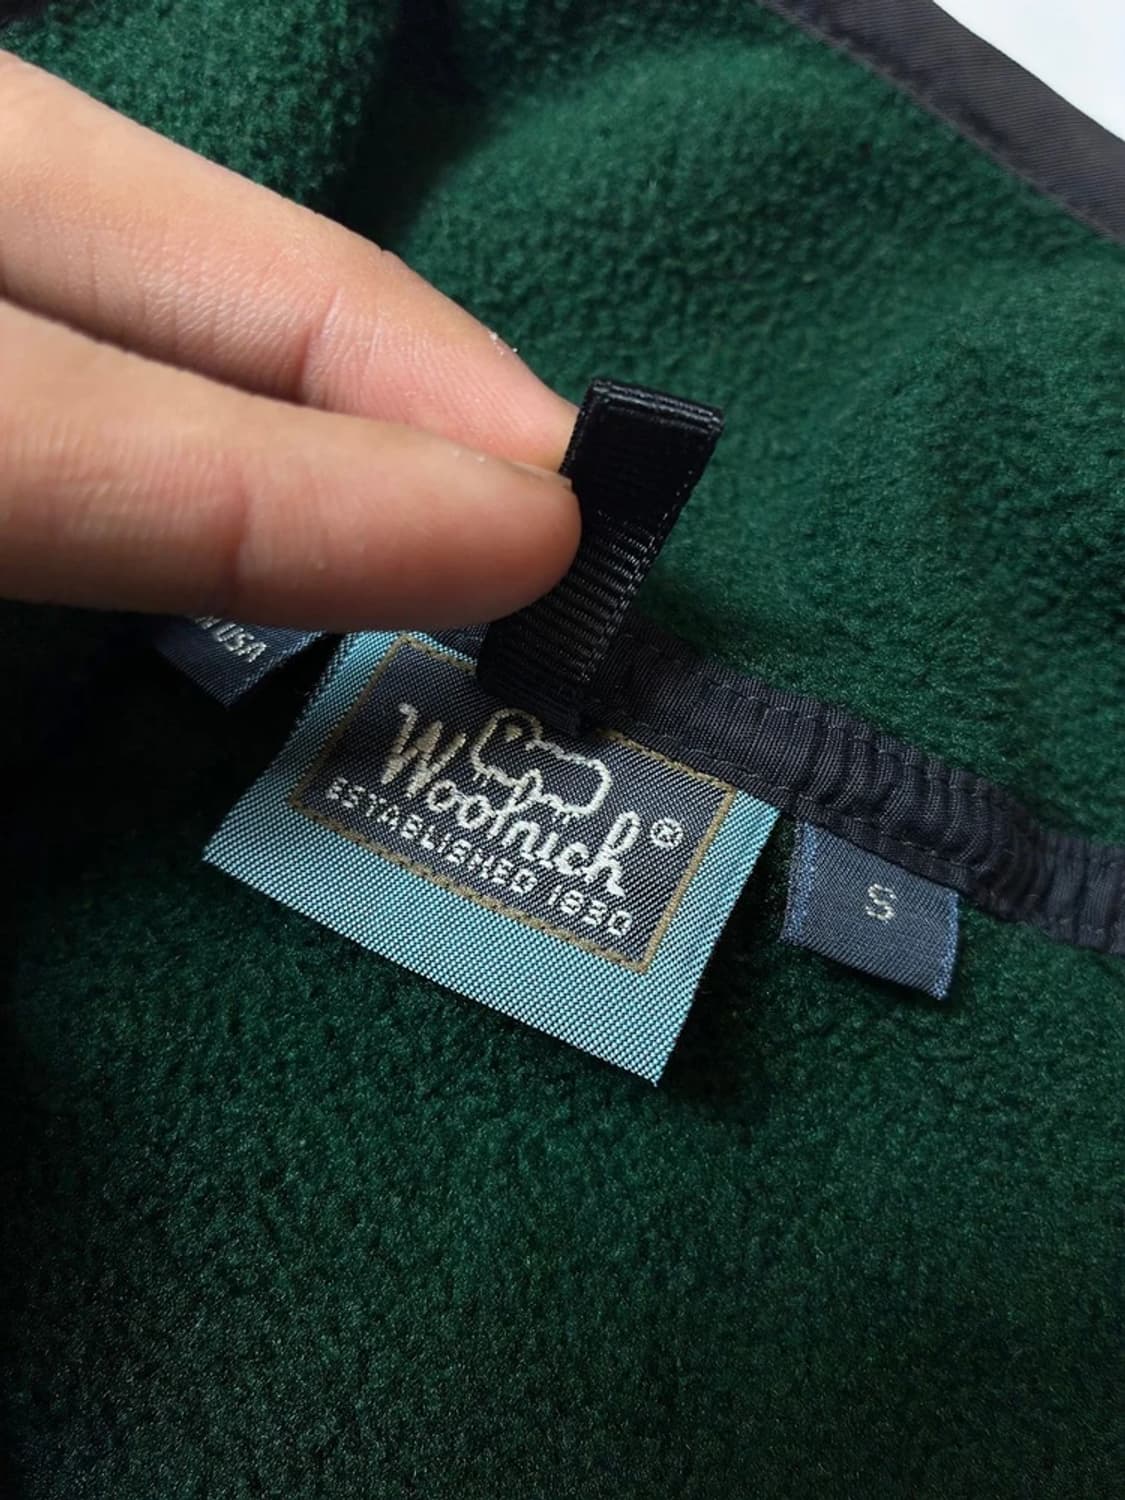 USA
Woolrich®
ESTABLISHED 1830
S